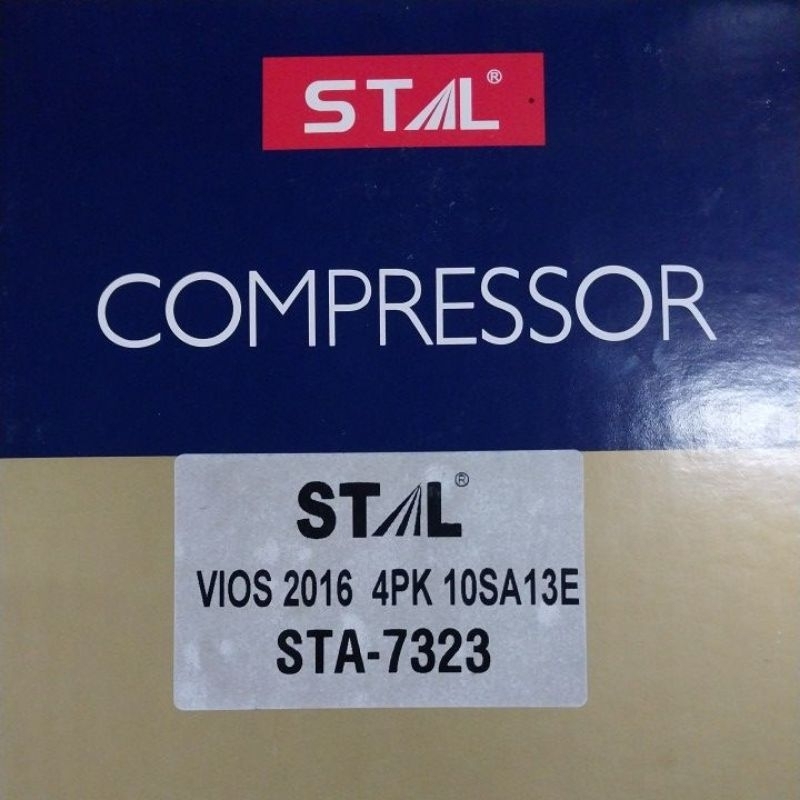 STAL®
COMPRESSOR
STAL®
VIOS 2016 4PK 10SA13E
STA-7323